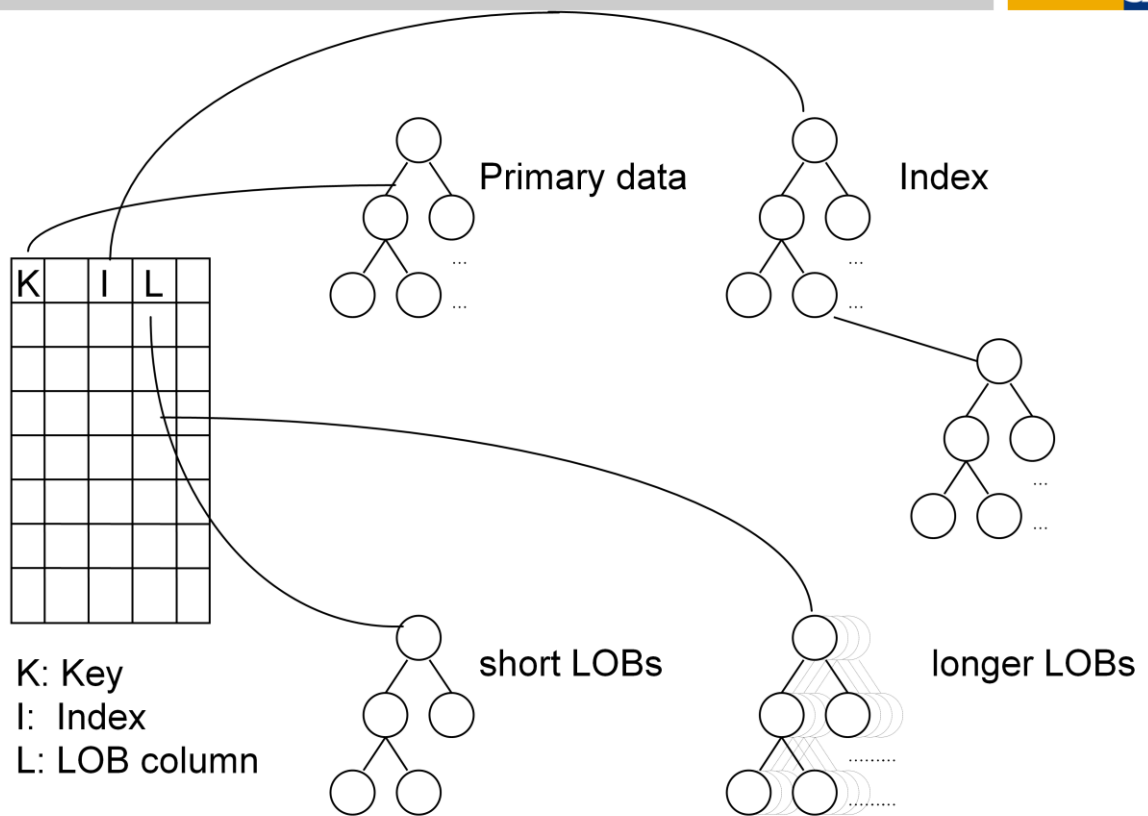 Primary data
Index
...
...
...
...
K I L
...
...
short LOBs
longer LOBs
.........
.........
K: Key
I: Index
L: LOB column